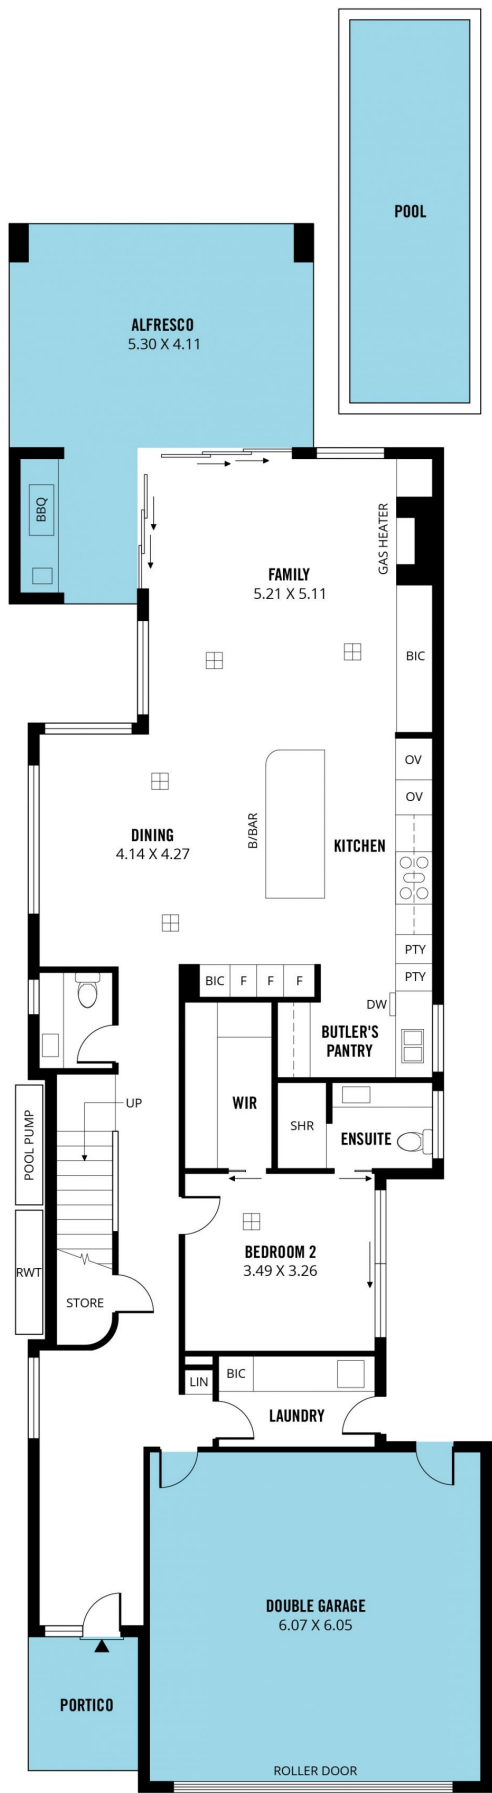 POOL
ALFRESCO
5.30 X 4.11
BBQ
GAS HEATER
FAMILY
5.21 X 5.11
BIC
OV
OV
B/BAR
DINING
4.14 X 4.27
KITCHEN
PTY
PTY
BIC F F F
DW
BUTLER'S
PANTRY
UP
WIR
SHR
ENSUITE
POOL PUMP
BEDROOM 2
3.49 X 3.26
RWT
STORE
LIN
BIC
LAUNDRY
DOUBLE GARAGE
6.07 X 6.05
PORTICO
ROLLER DOOR